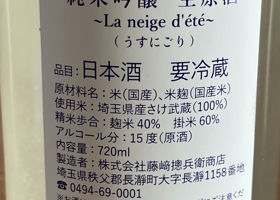 純米吟醸 生原酒
~La neige d'été~
(うすにごり)
品目:日本酒 要冷蔵
原材料名:米(国産)、米麹(国産米)
使用米:埼玉県産さけ武蔵(100%)
精米歩合:麹米40% 掛米60%
アルコール分:15度(原酒)
内容量:720ml
製造者:株式会社藤﨑摠兵衛商店
埼玉県秩父郡長瀞町大字長瀞1158番地
☎0494-69-0001